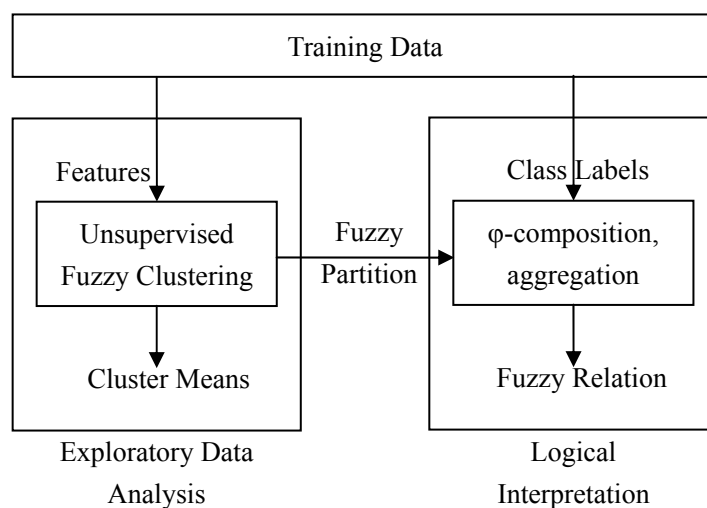 Training Data
Features
Class Labels
Unsupervised
Fuzzy Clustering
Fuzzy
Partition
φ-composition,
aggregation
Cluster Means
Fuzzy Relation
Exploratory Data
Analysis
Logical
Interpretation